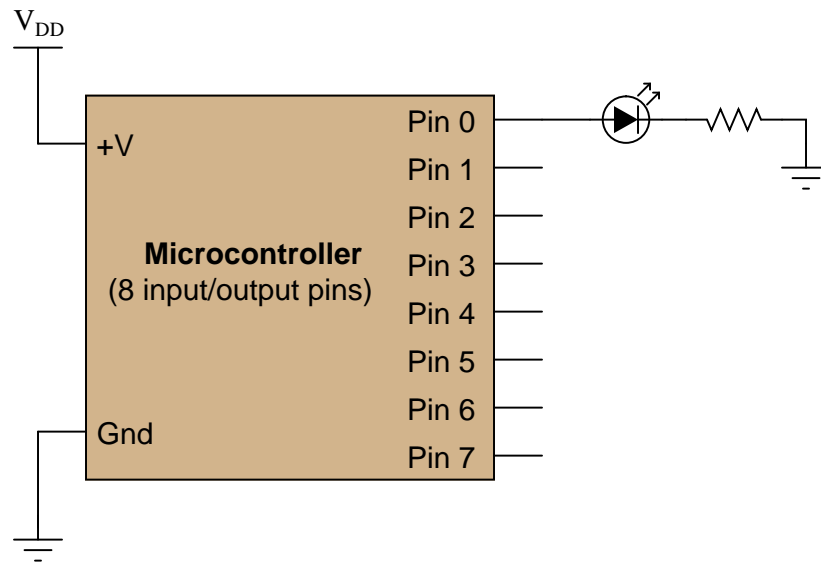 VDD
+V
Pin 0
Pin 1
Pin 2
Microcontroller
Pin 3
(8 input/output pins)
Pin 4
Pin 5
Pin 6
Gnd
Pin 7